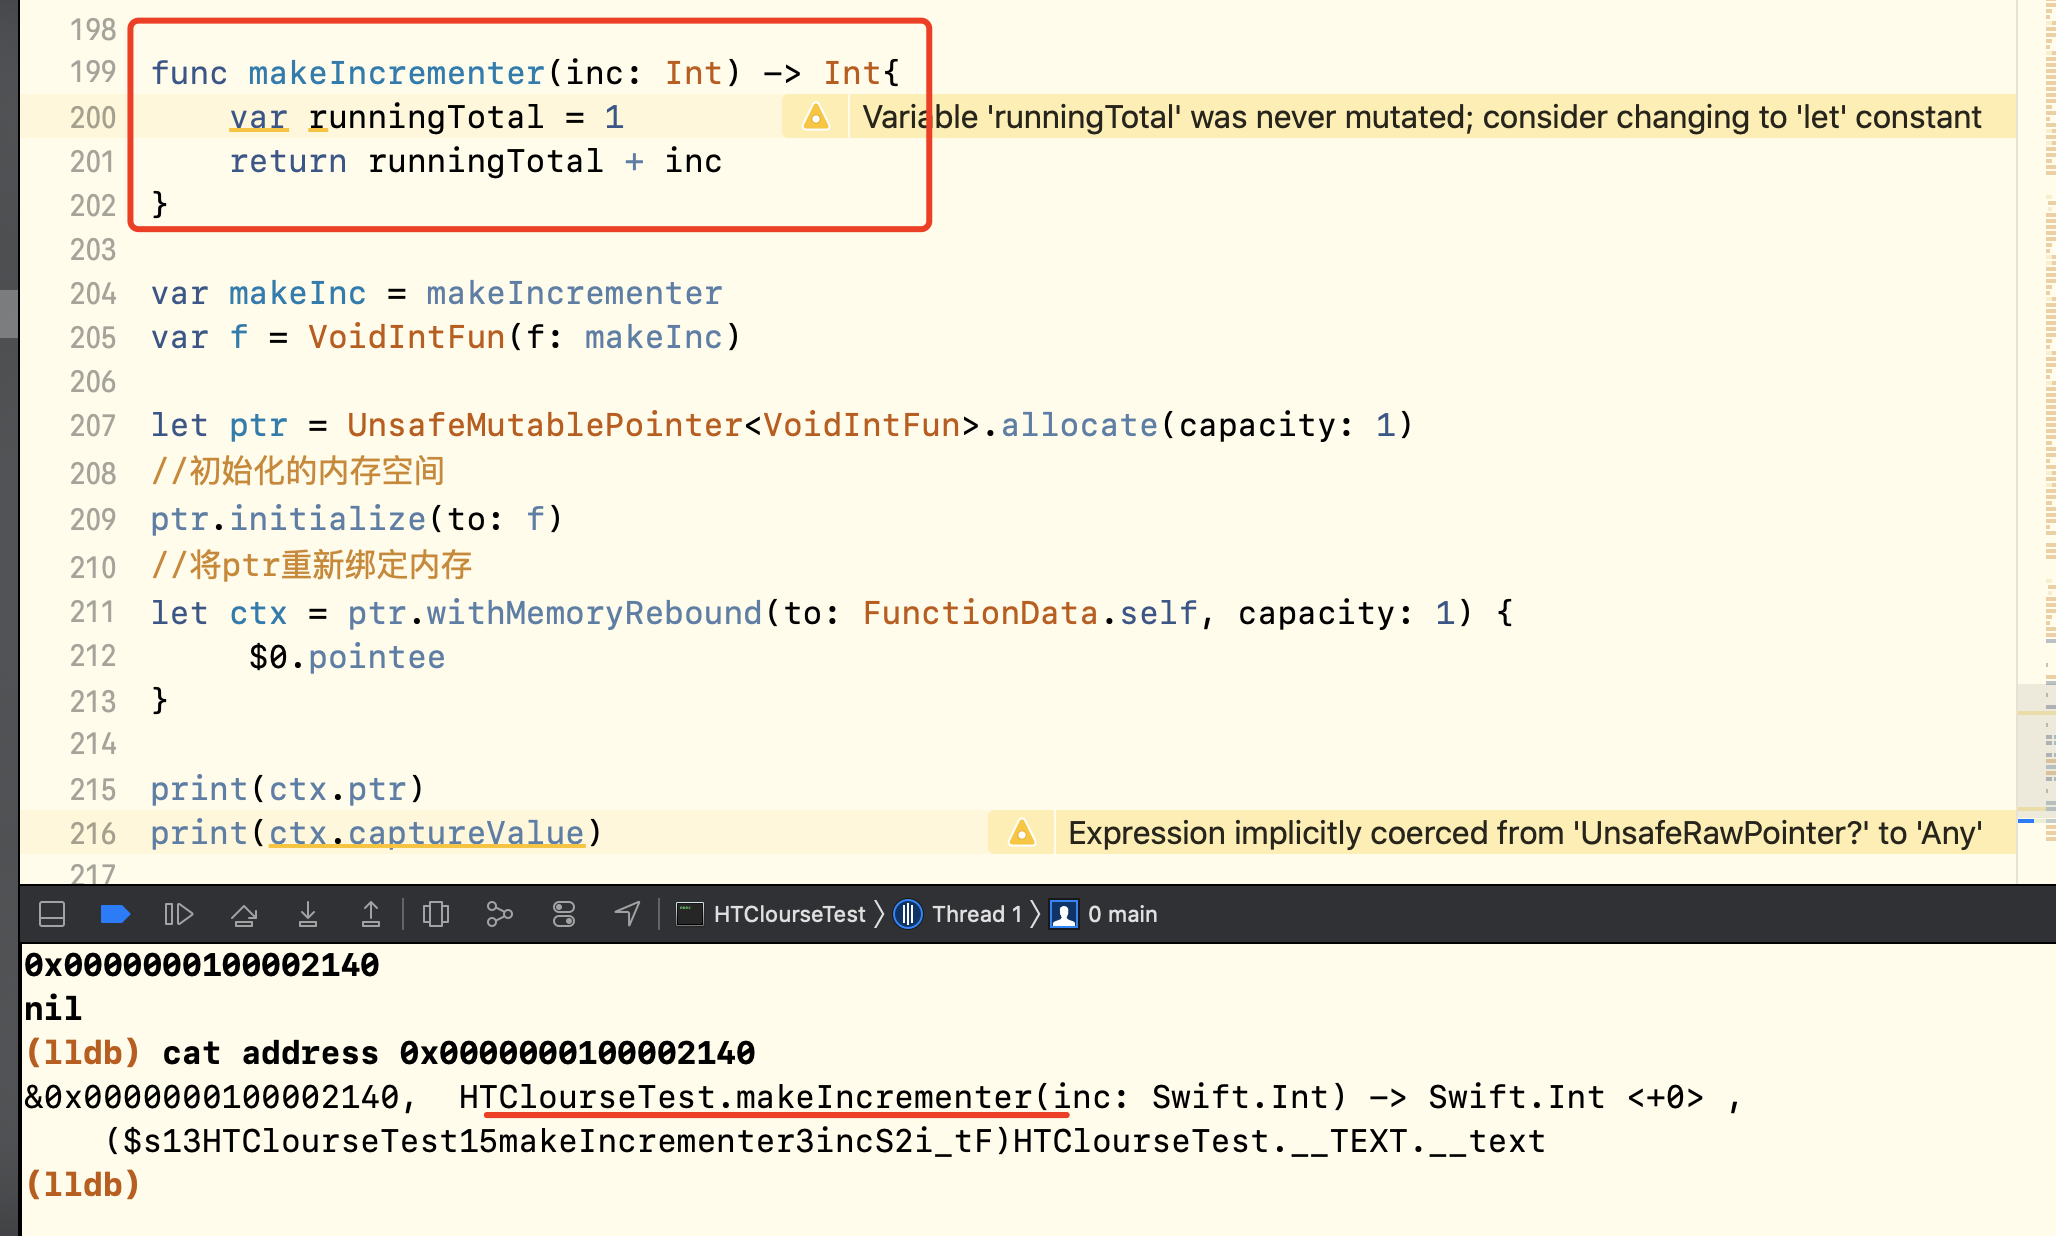 198
199 func makeIncrementer(inc: Int) -> Int{
200     var runningTotal = 1    Variable 'runningTotal' was never mutated; consider changing to 'let' constant
201     return runningTotal + inc
202 }
203
204 var makeInc = makeIncrementer
205 var f = VoidIntFun(f: makeInc)
206
207 let ptr = UnsafeMutablePointer<VoidIntFun>.allocate(capacity: 1)
208 //初始化的内存空间
209 ptr.initialize(to: f)
210 //将ptr重新绑定内存
211 let ctx = ptr.withMemoryRebound(to: FunctionData.self, capacity: 1) {
212      $0.pointee
213 }
214
215 print(ctx.ptr)
216 print(ctx.captureValue)    Expression implicitly coerced from 'UnsafeRawPointer?' to 'Any'
217
HTClourseTest 〉 Thread 1 〉 0 main
0x0000000100002140
nil
(lldb) cat address 0x0000000100002140
&0x0000000100002140,  HTClourseTest.makeIncrementer(inc: Swift.Int) -> Swift.Int <+0> ,
    ($s13HTClourseTest15makeIncrementer3incS2i_tF)HTClourseTest.__TEXT.__text
(lldb)